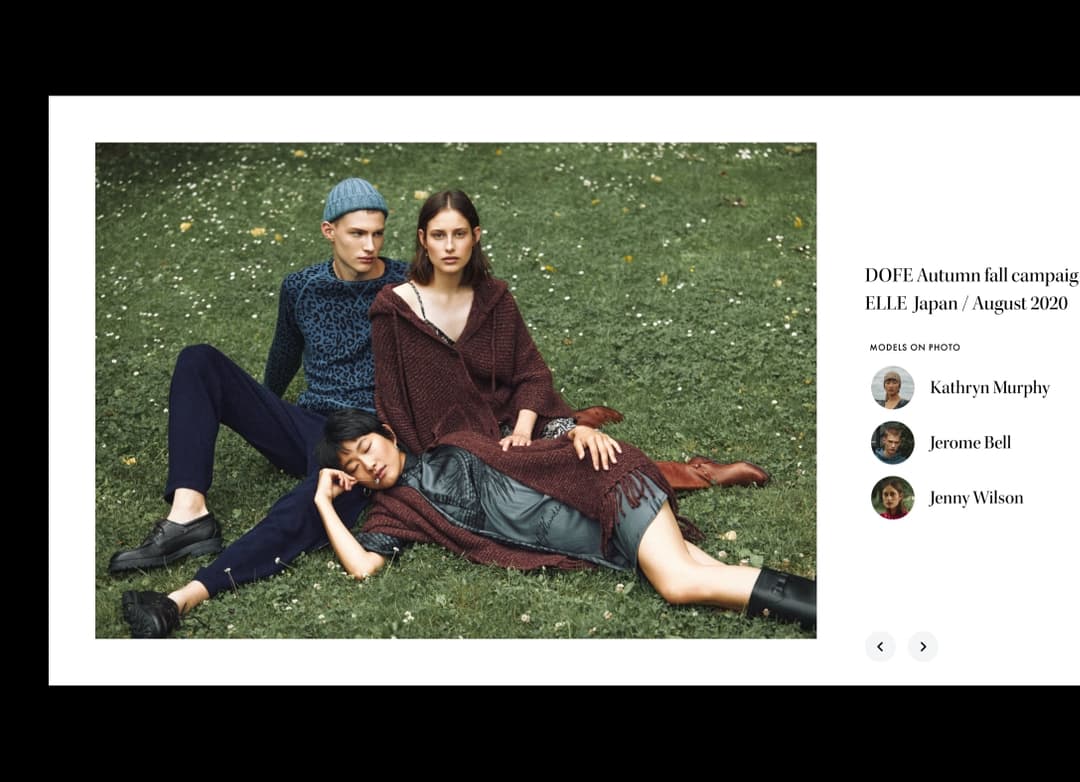 DOFE Autumn fall campaig
ELLE Japan / August 2020
MODELS ON PHOTO
Kathryn Murphy
Jerome Bell
Jenny Wilson